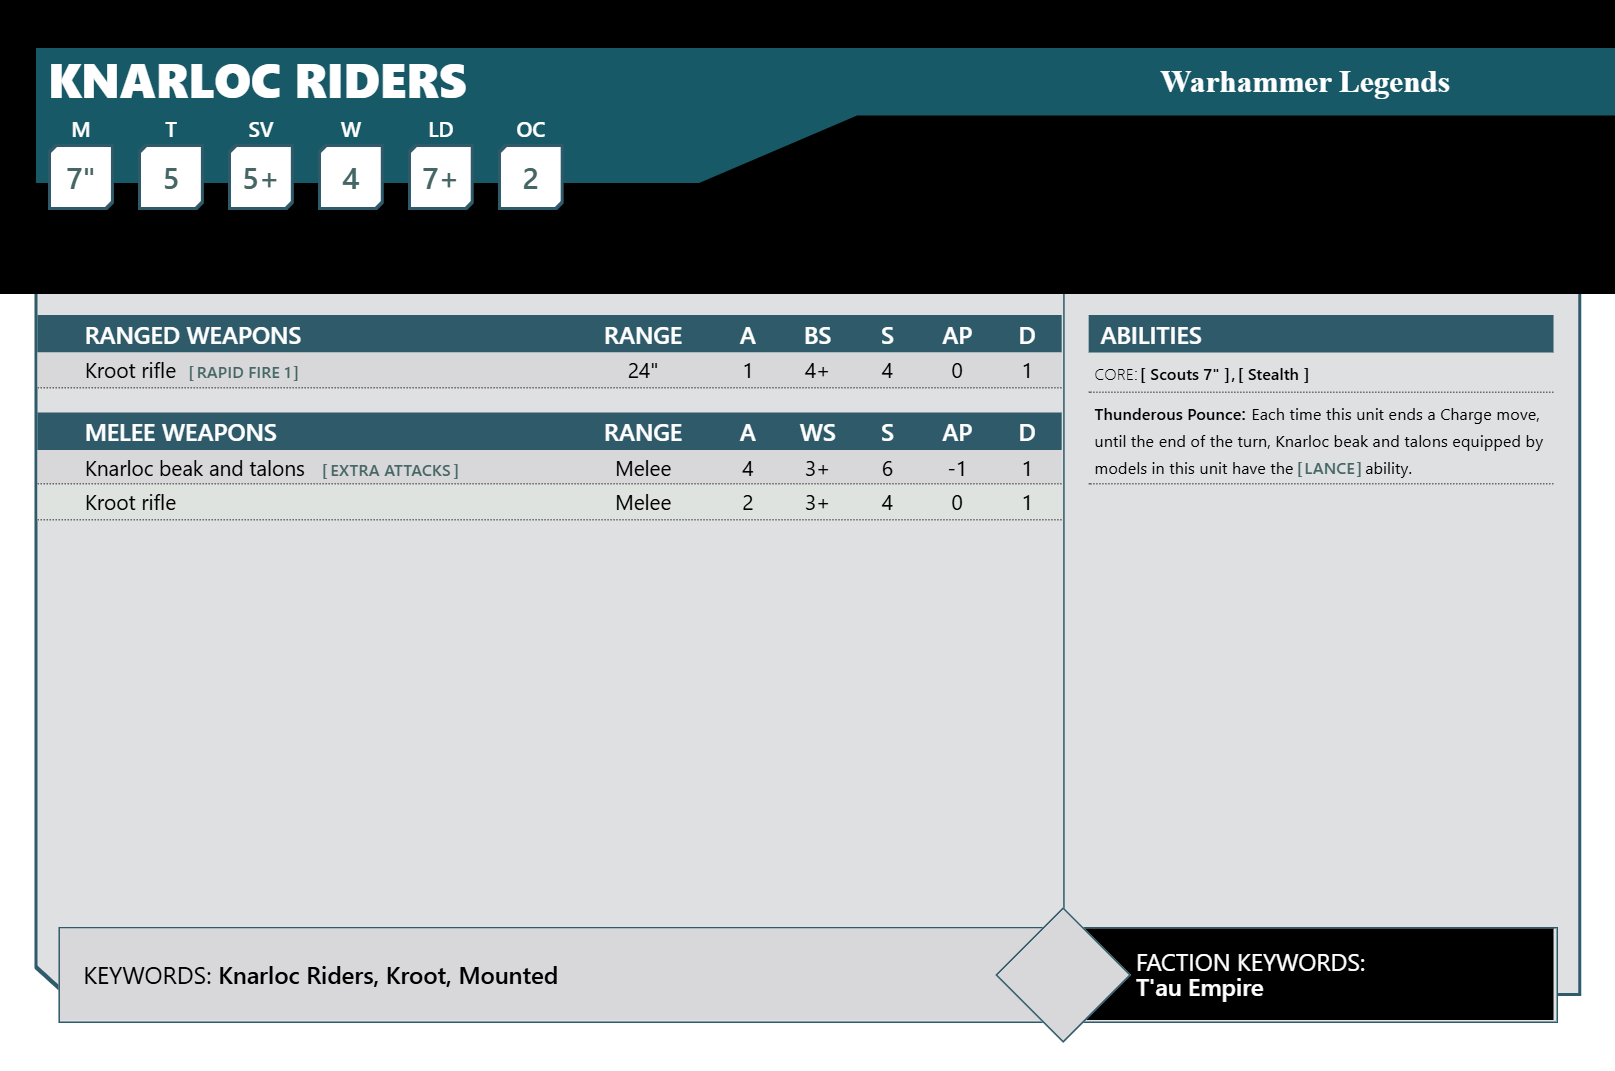 KNARLOC RIDERS
Warhammer Legends
M T SV W LD OC
7" 5 5+ 4 7+ 2
RANGED WEAPONS RANGE A BS S AP D
Kroot rifle [RAPID FIRE 1] 24" 1 4+ 4 0 1
MELEE WEAPONS RANGE A WS S AP D
Knarloc beak and talons [EXTRA ATTACKS] Melee 4 3+ 6 -1 1
Kroot rifle Melee 2 3+ 4 0 1
ABILITIES
CORE: [ Scouts 7" ], [ Stealth ]
Thunderous Pounce: Each time this unit ends a Charge move,
until the end of the turn, Knarloc beak and talons equipped by
models in this unit have the [LANCE] ability.
KEYWORDS: Knarloc Riders, Kroot, Mounted
FACTION KEYWORDS:
T'au Empire